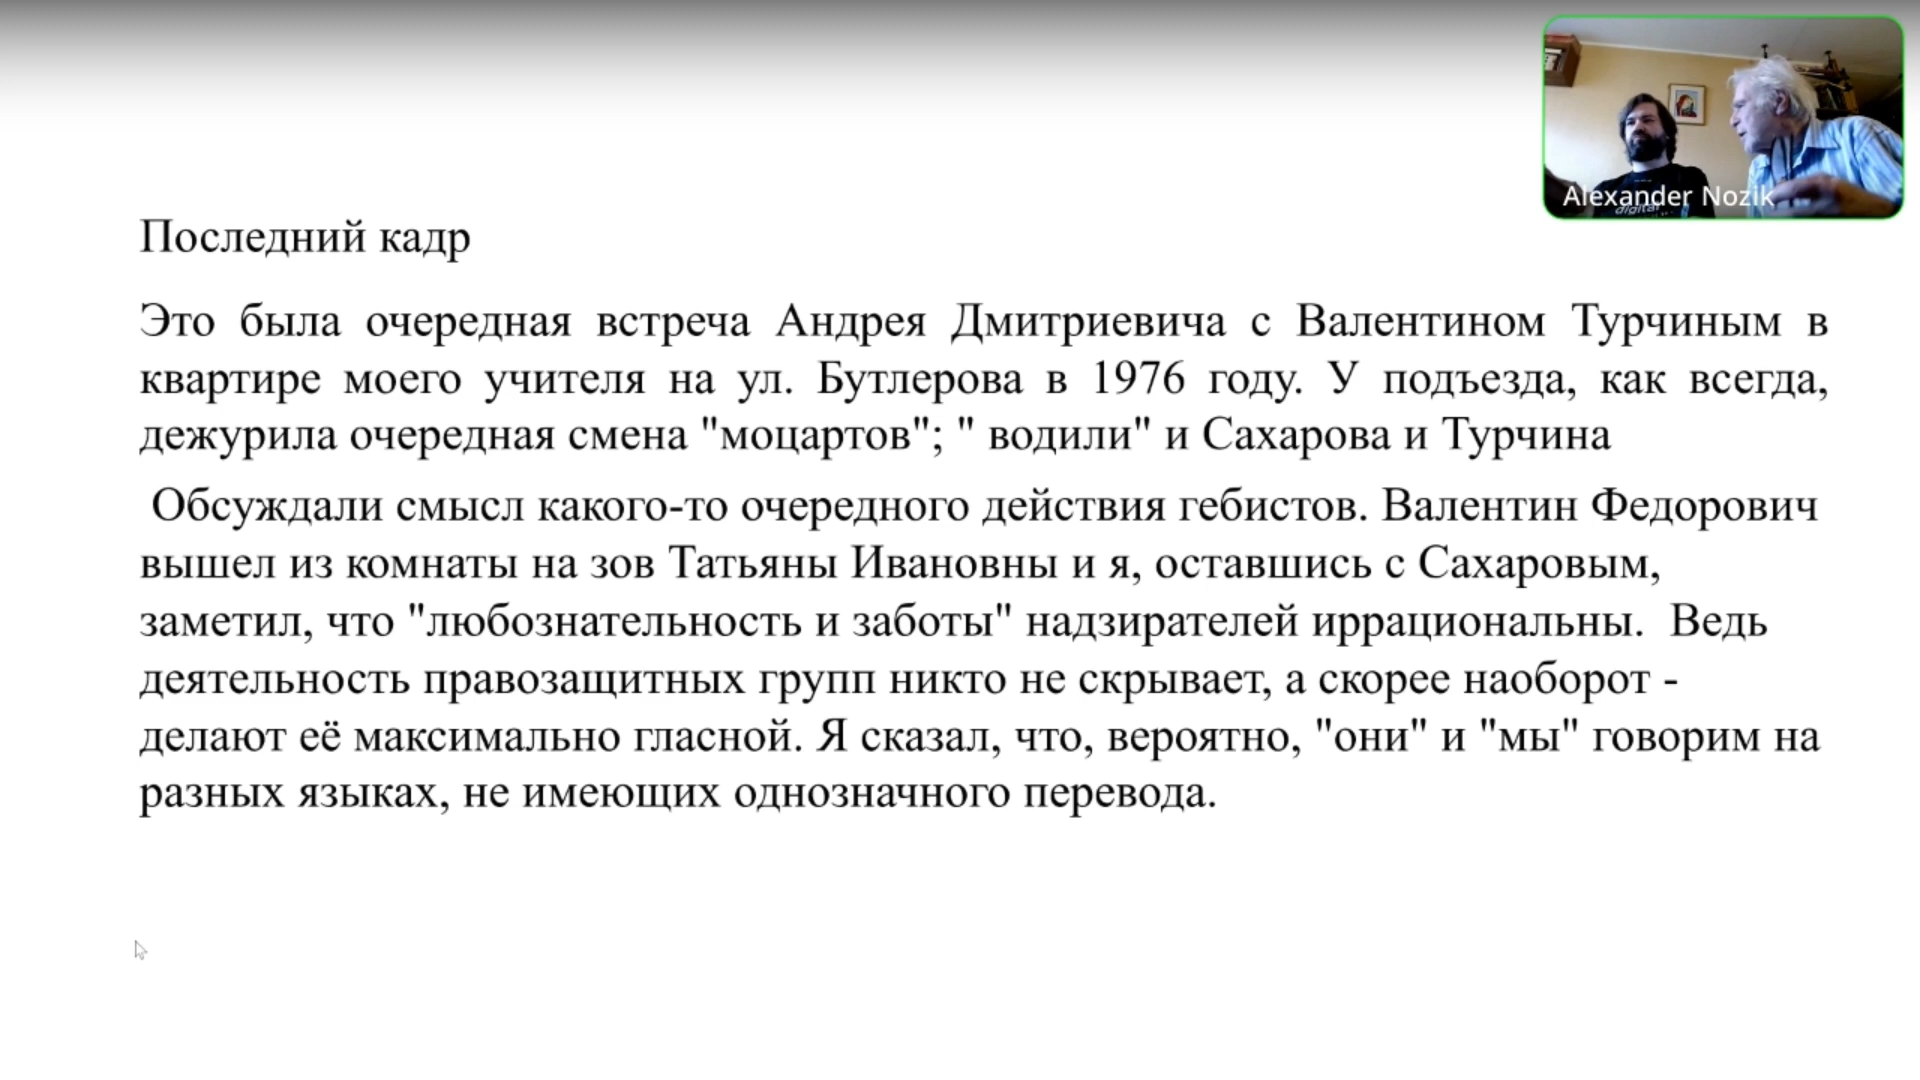 Alexander Nozik
digital
Последний кадр
Это была очередная встреча Андрея Дмитриевича с Валентином Турчиным в
квартире моего учителя на ул. Бутлерова в 1976 году. У подъезда, как всегда,
дежурила очередная смена "моцартов"; " водили" и Сахарова и Турчина
Обсуждали смысл какого-то очередного действия гебистов. Валентин Федорович
вышел из комнаты на зов Татьяны Ивановны и я, оставшись с Сахаровым,
заметил, что "любознательность и заботы" надзирателей иррациональны. Ведь
деятельность правозащитных групп никто не скрывает, а скорее наоборот -
делают её максимально гласной. Я сказал, что, вероятно, "они" и "мы" говорим на
разных языках, не имеющих однозначного перевода.